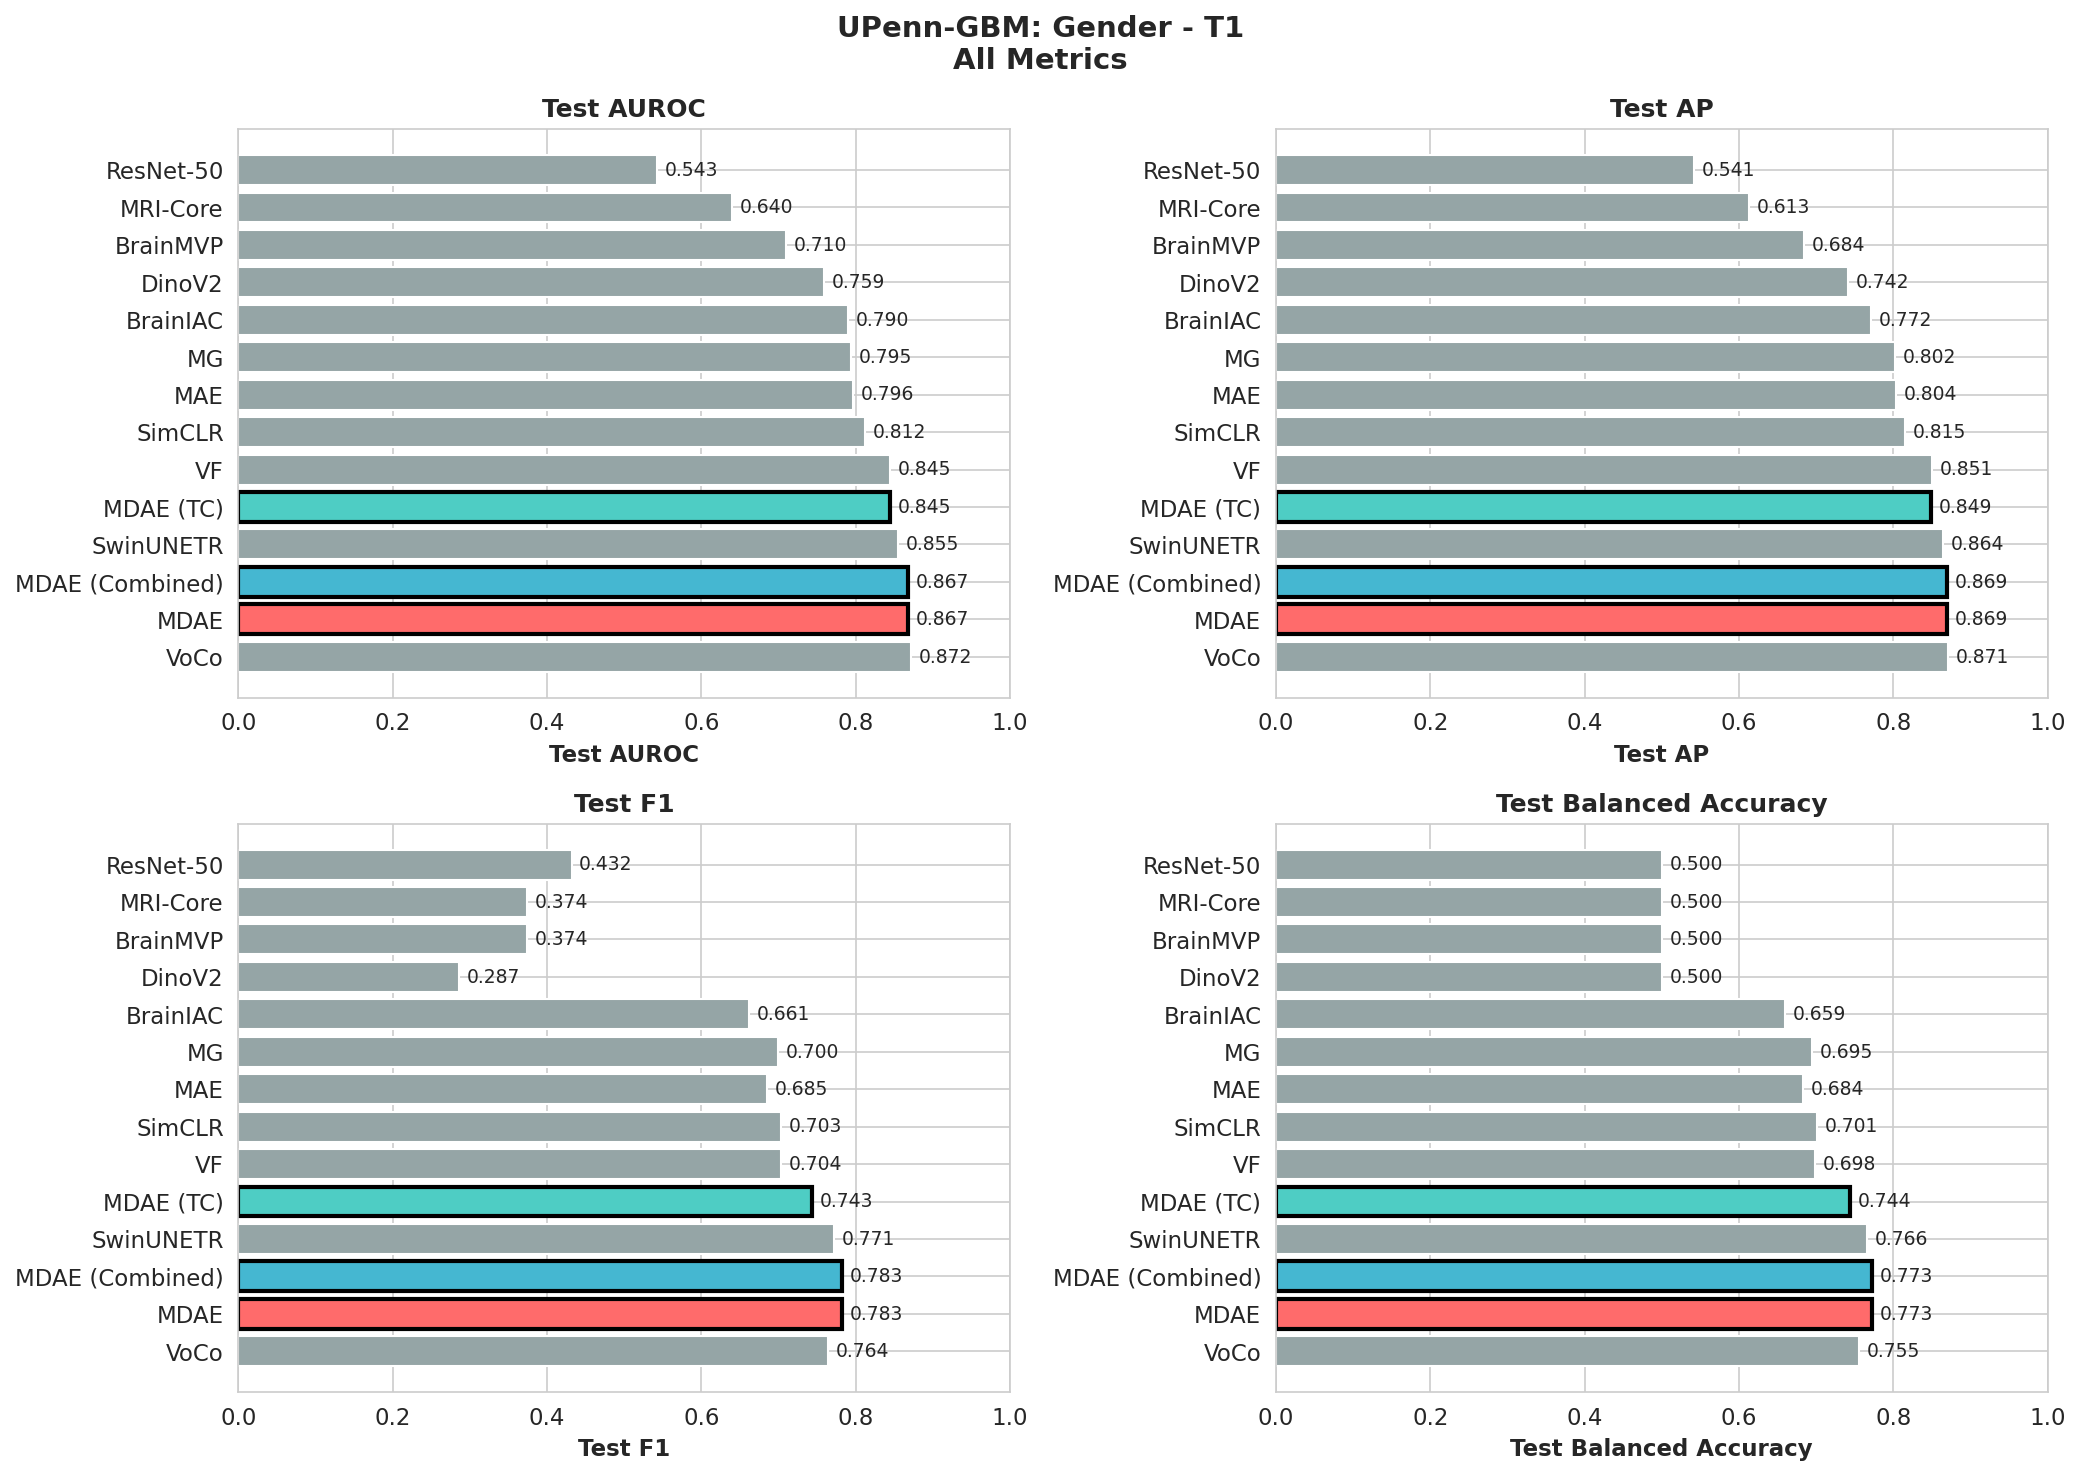 UPenn-GBM: Gender - T1
All Metrics
Test AUROC
ResNet-50 0.543
MRI-Core 0.640
BrainMVP 0.710
DinoV2 0.759
BrainIAC 0.790
MG 0.795
MAE 0.796
SimCLR 0.812
VF 0.845
MDAE (TC) 0.845
SwinUNETR 0.855
MDAE (Combined) 0.867
MDAE 0.867
VoCo 0.872
0.0 0.2 0.4 0.6 0.8 1.0
Test AUROC
Test AP
ResNet-50 0.541
MRI-Core 0.613
BrainMVP 0.684
DinoV2 0.742
BrainIAC 0.772
MG 0.802
MAE 0.804
SimCLR 0.815
VF 0.851
MDAE (TC) 0.849
SwinUNETR 0.864
MDAE (Combined) 0.869
MDAE 0.869
VoCo 0.871
0.0 0.2 0.4 0.6 0.8 1.0
Test AP
Test F1
ResNet-50 0.432
MRI-Core 0.374
BrainMVP 0.374
DinoV2 0.287
BrainIAC 0.661
MG 0.700
MAE 0.685
SimCLR 0.703
VF 0.704
MDAE (TC) 0.743
SwinUNETR 0.771
MDAE (Combined) 0.783
MDAE 0.783
VoCo 0.764
0.0 0.2 0.4 0.6 0.8 1.0
Test F1
Test Balanced Accuracy
ResNet-50 0.500
MRI-Core 0.500
BrainMVP 0.500
DinoV2 0.500
BrainIAC 0.659
MG 0.695
MAE 0.684
SimCLR 0.701
VF 0.698
MDAE (TC) 0.744
SwinUNETR 0.766
MDAE (Combined) 0.773
MDAE 0.773
VoCo 0.755
0.0 0.2 0.4 0.6 0.8 1.0
Test Balanced Accuracy